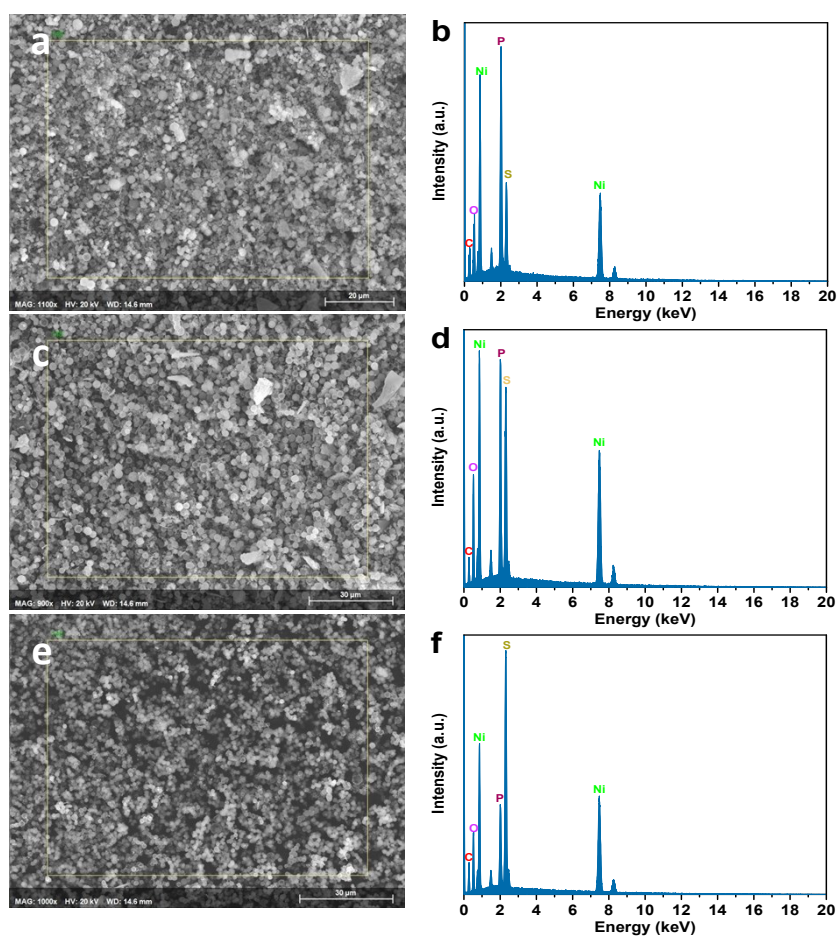 a
MAG: 1100x HV: 20 kV WD: 14.6 mm
20 µm
b
P
Ni
S
O
C
Ni
Intensity (a.u.)
0 2 4 6 8 10 12 14 16 18 20
Energy (keV)
c
MAG: 900x HV: 20 kV WD: 14.6 mm
30 µm
d
Ni
P
S
O
C
Ni
Intensity (a.u.)
0 2 4 6 8 10 12 14 16 18 20
Energy (keV)
e
MAG: 1000x HV: 20 kV WD: 14.6 mm
30 µm
f
S
Ni
P
O
C
Ni
Intensity (a.u.)
0 2 4 6 8 10 12 14 16 18 20
Energy (keV)